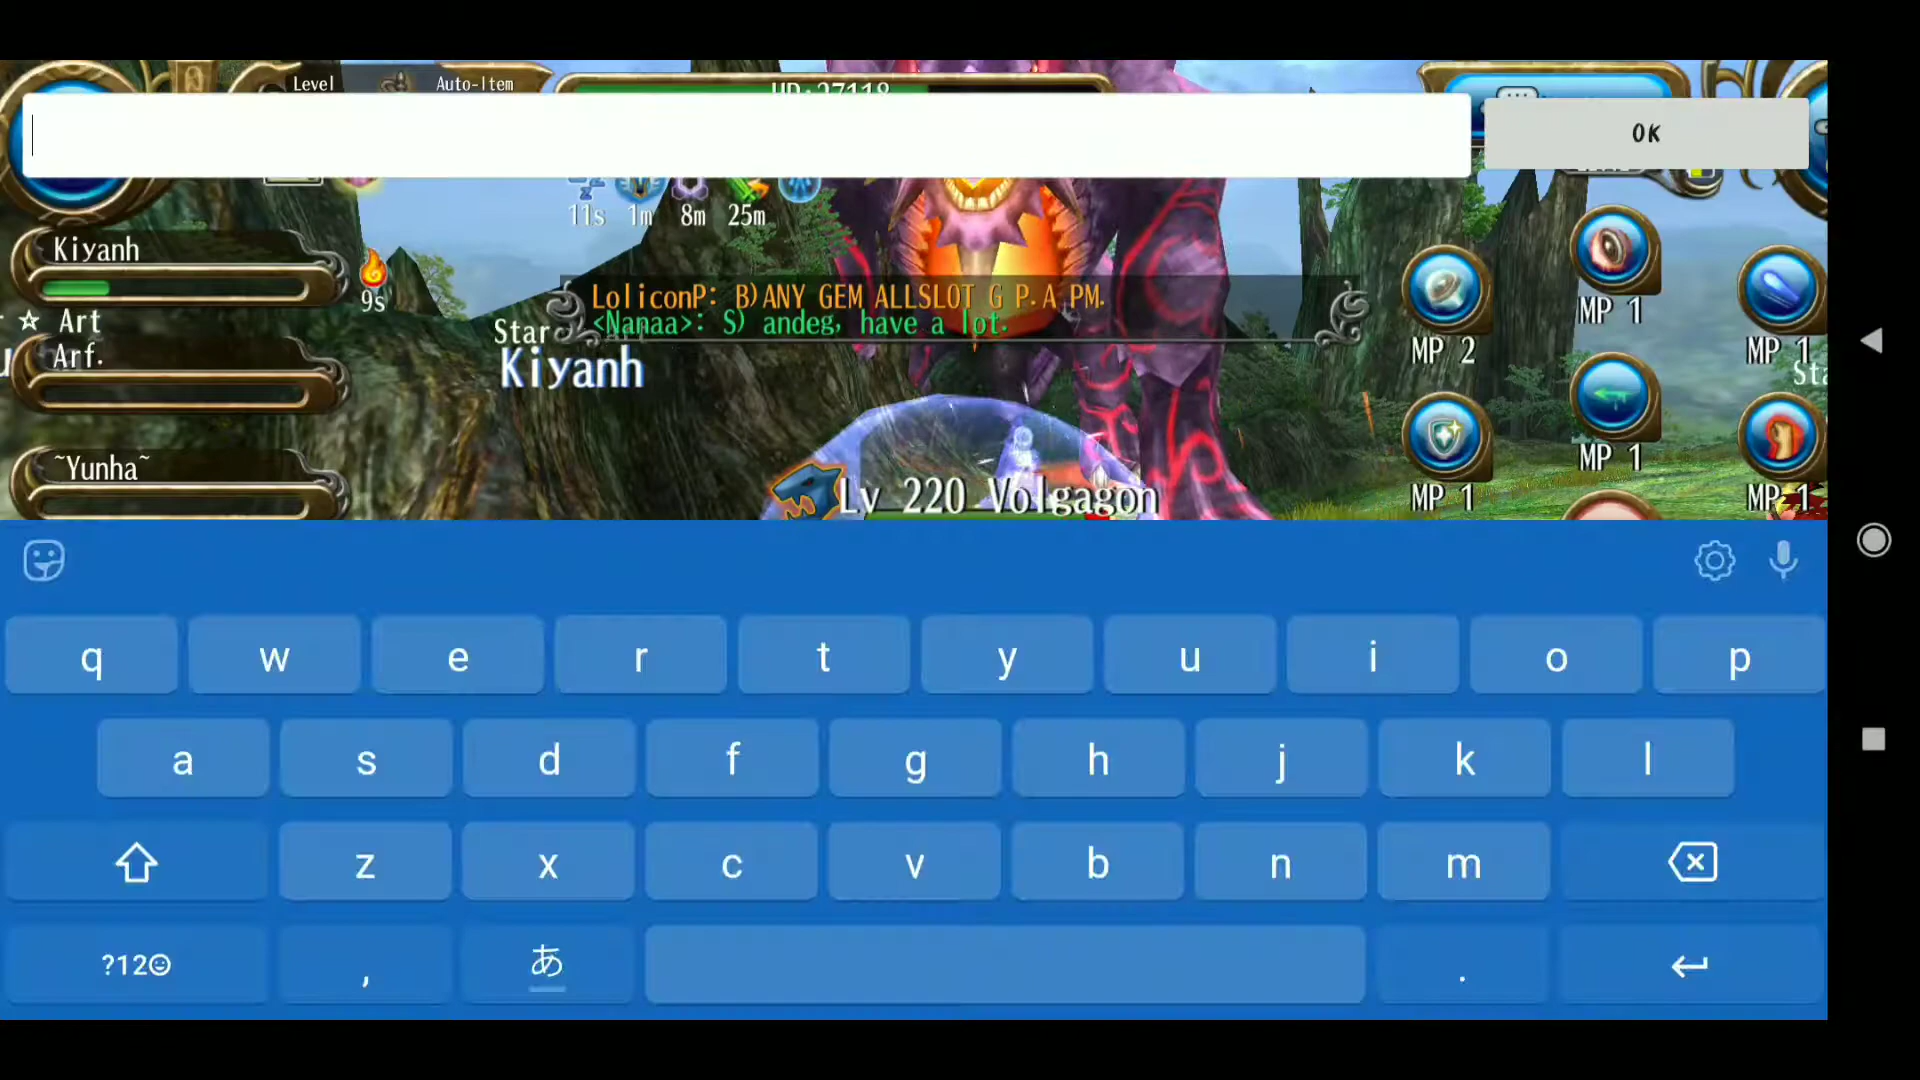 Level
Auto-Item
HP:27118
OK
11s 1m 8m 25m
Kiyanh
9s
LoliconP: B)ANY GEM ALLSLOT G P.A PM.
<Nanaa>: S) andeg, have a lot.
☆ Art
Arf.
Star
Kiyanh
MP 2
MP 1
MP 1
~Yunha~
Lv 220 Volgagon
MP 1
MP 1
MP 1
q w e r t y u i o p
a s d f g h j k l
z x c v b n m
?12☺ , あ .